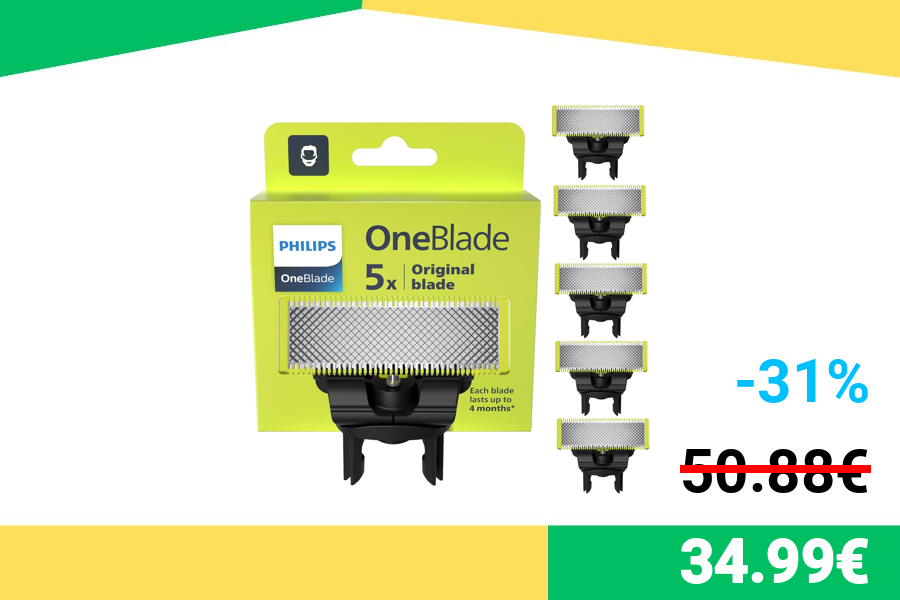 PHILIPS
OneBlade
OneBlade
5x
Original
blade
Each blade
lasts up to
4 months*
-31%
50.88€
34.99€